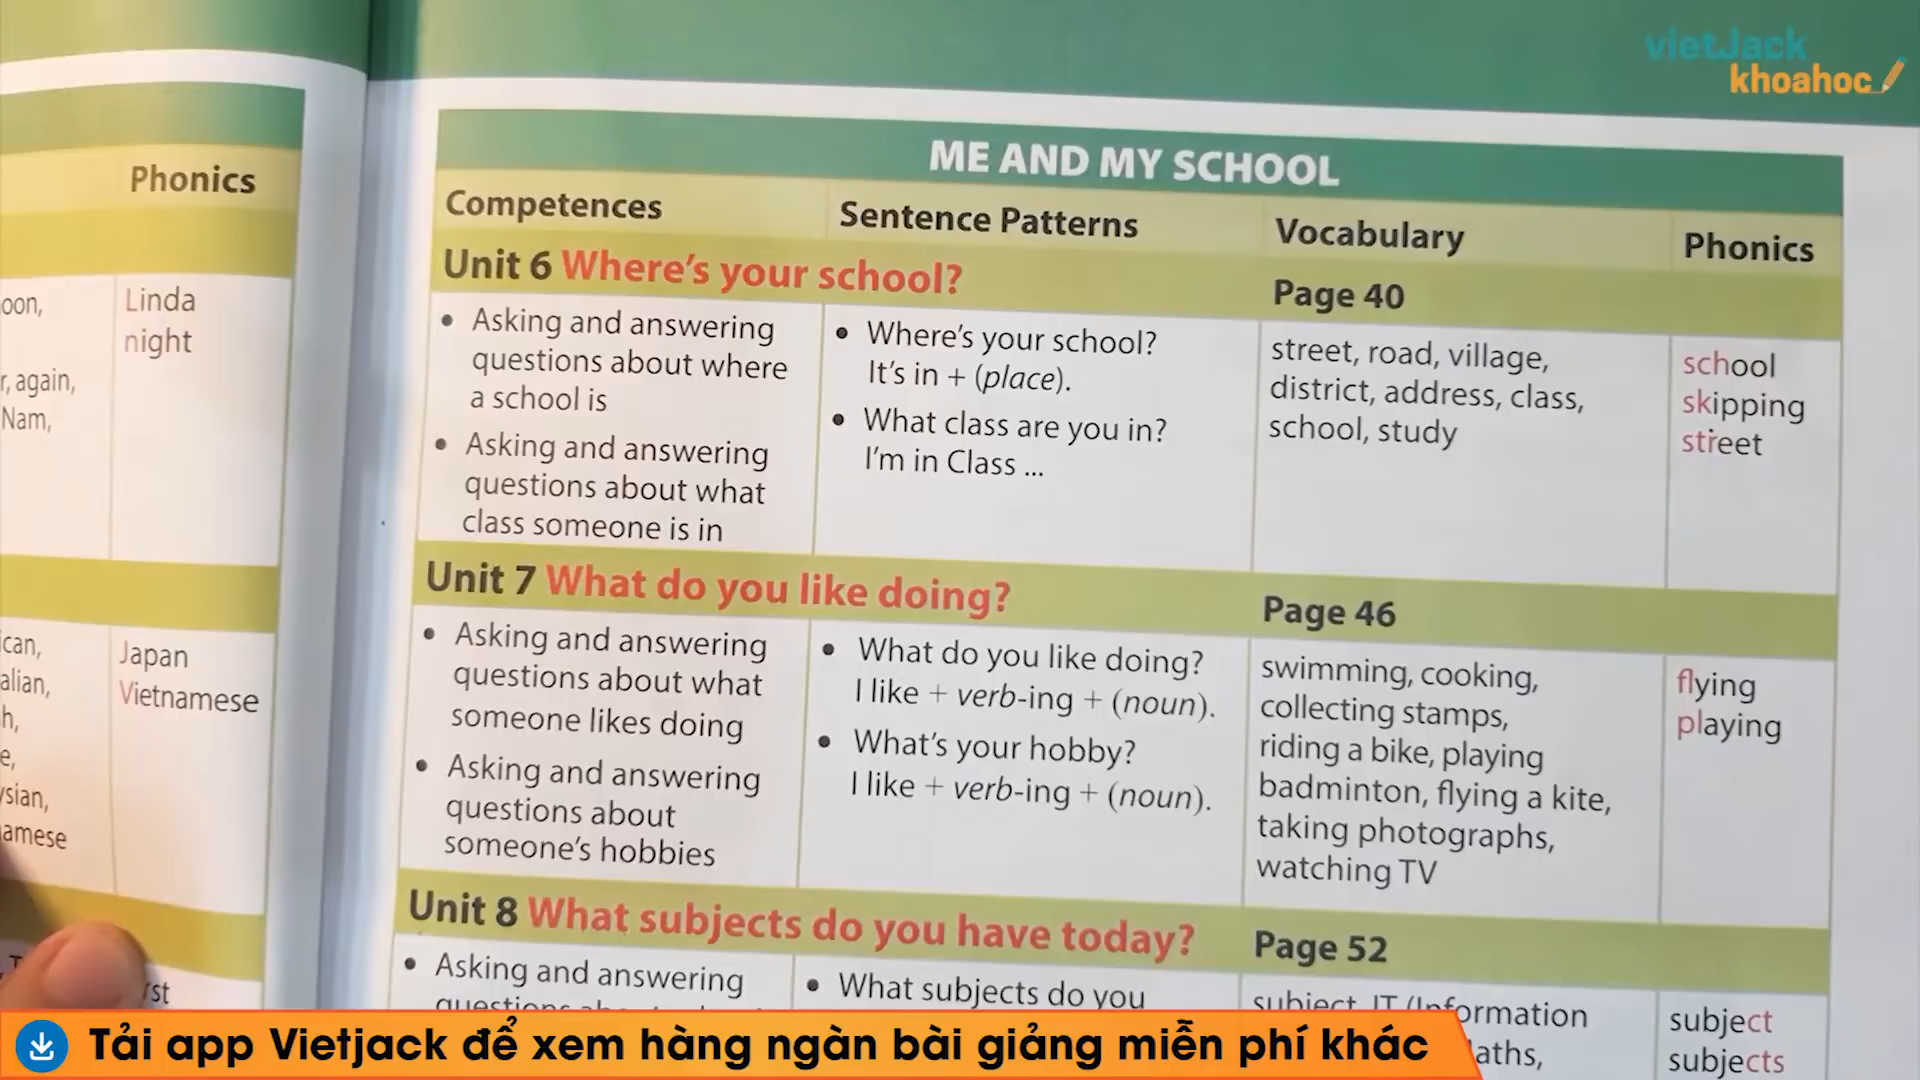 vietJack
khoahoc
Phonics
Linda
night
again,
Nam,
Japan
Vietnamese
ME AND MY SCHOOL
Competences
Sentence Patterns
Vocabulary
Phonics
Unit 6 Where's your school?
Page 40
• Asking and answering
questions about where
a school is
• Asking and answering
questions about what
class someone is in
• Where's your school?
It's in + (place).
• What class are you in?
I'm in Class ...
street, road, village,
district, address, class,
school, study
school
skipping
street
Unit 7 What do you like doing?
Page 46
• Asking and answering
questions about what
someone likes doing
• Asking and answering
questions about
someone's hobbies
• What do you like doing?
I like + verb-ing + (noun).
• What's your hobby?
I like + verb-ing + (noun).
swimming, cooking,
collecting stamps,
riding a bike, playing
badminton, flying a kite,
taking photographs,
watching TV
flying
playing
Unit 8 What subjects do you have today?
Page 52
• Asking and answering
• What subjects do you
subject, IT (Information
subject
subjects
Tải app Vietjack để xem hàng ngàn bài giảng miễn phí khác